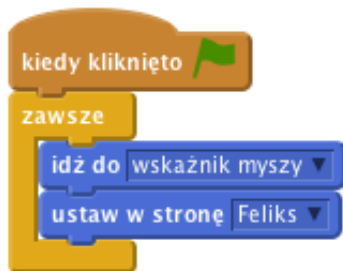 kiedy kliknięto
zawsze
idź do wskaźnik myszy
ustaw w stronę Feliks